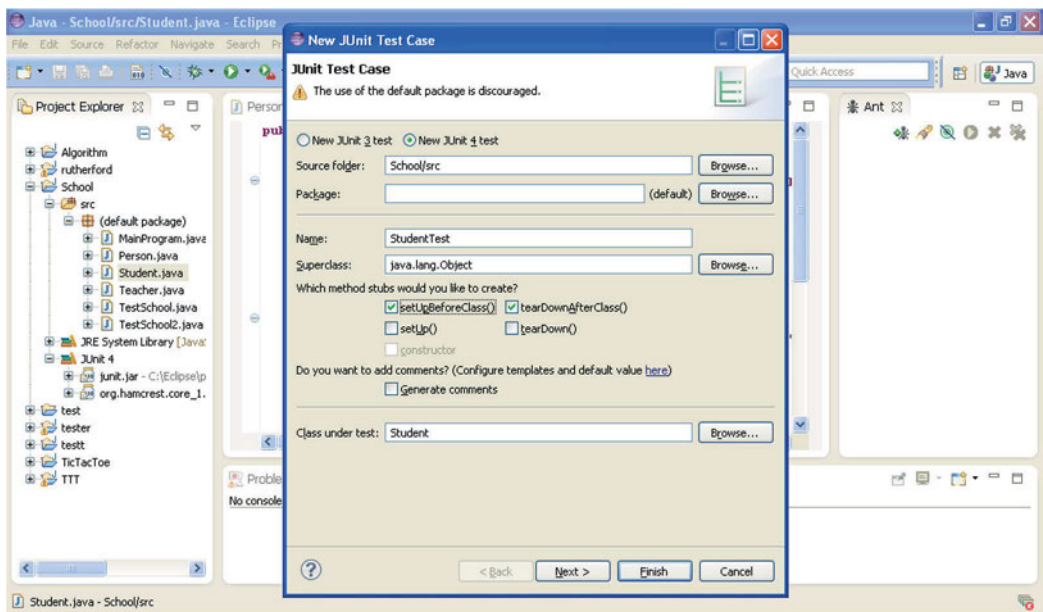 Java - School/src/Student.java - Eclipse
File Edit Source Refactor Navigate Search
Quick Access
Java
Project Explorer
Algorithm
rutherford
School
src
(default package)
MainProgram.java
Person.java
Student.java
Teacher.java
TestSchool.java
TestSchool2.java
JRE System Library [Java:
JUnit 4
junit.jar - C:\Eclipse\p
org.hamcrest.core_1.
test
tester
testt
TicTacToe
TTT
Person
pub
New JUnit Test Case
JUnit Test Case
The use of the default package is discouraged.
New JUnit 3 test New JUnit 4 test
Source folder: School/src Browse...
Package: (default) Browse...
Name: StudentTest
Superclass: java.lang.Object Browse...
Which method stubs would you like to create?
setUpBeforeClass() tearDownAfterClass()
setUp() tearDown()
constructor
Do you want to add comments? (Configure templates and default value here)
Generate comments
Class under test: Student Browse...
? < Back Next > Finish Cancel
Ant
Proble
No console
Student.java - School/src